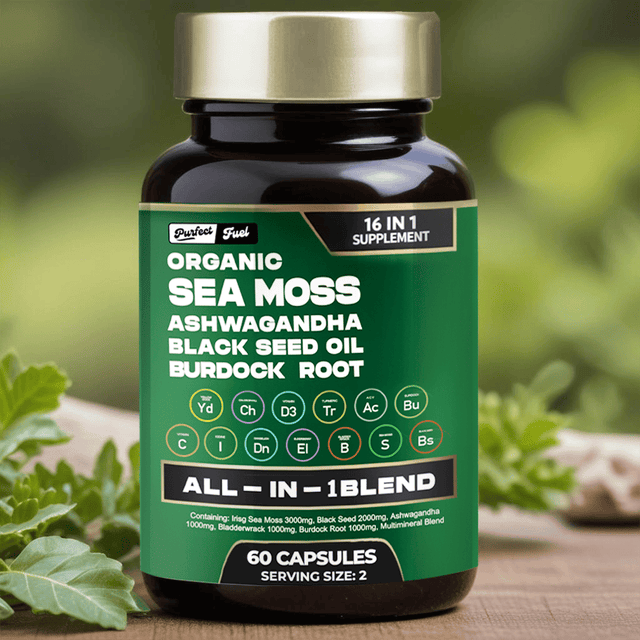 Purfect Fuel
16 IN 1
SUPPLEMENT
ORGANIC
SEA MOSS
ASHWAGANDHA
BLACK SEED OIL
BURDOCK ROOT
Yd Ch D3 Tr Ac Bu
C I Dn El B S Bs
ALL-IN-1BLEND
Containing: Irisg Sea Moss 3000mg, Black Seed 2000mg, Ashwagandha
1000mg, Bladderwrack 1000mg, Burdock Root 1000mg, Multimineral Blend
60 CAPSULES
SERVING SIZE: 2